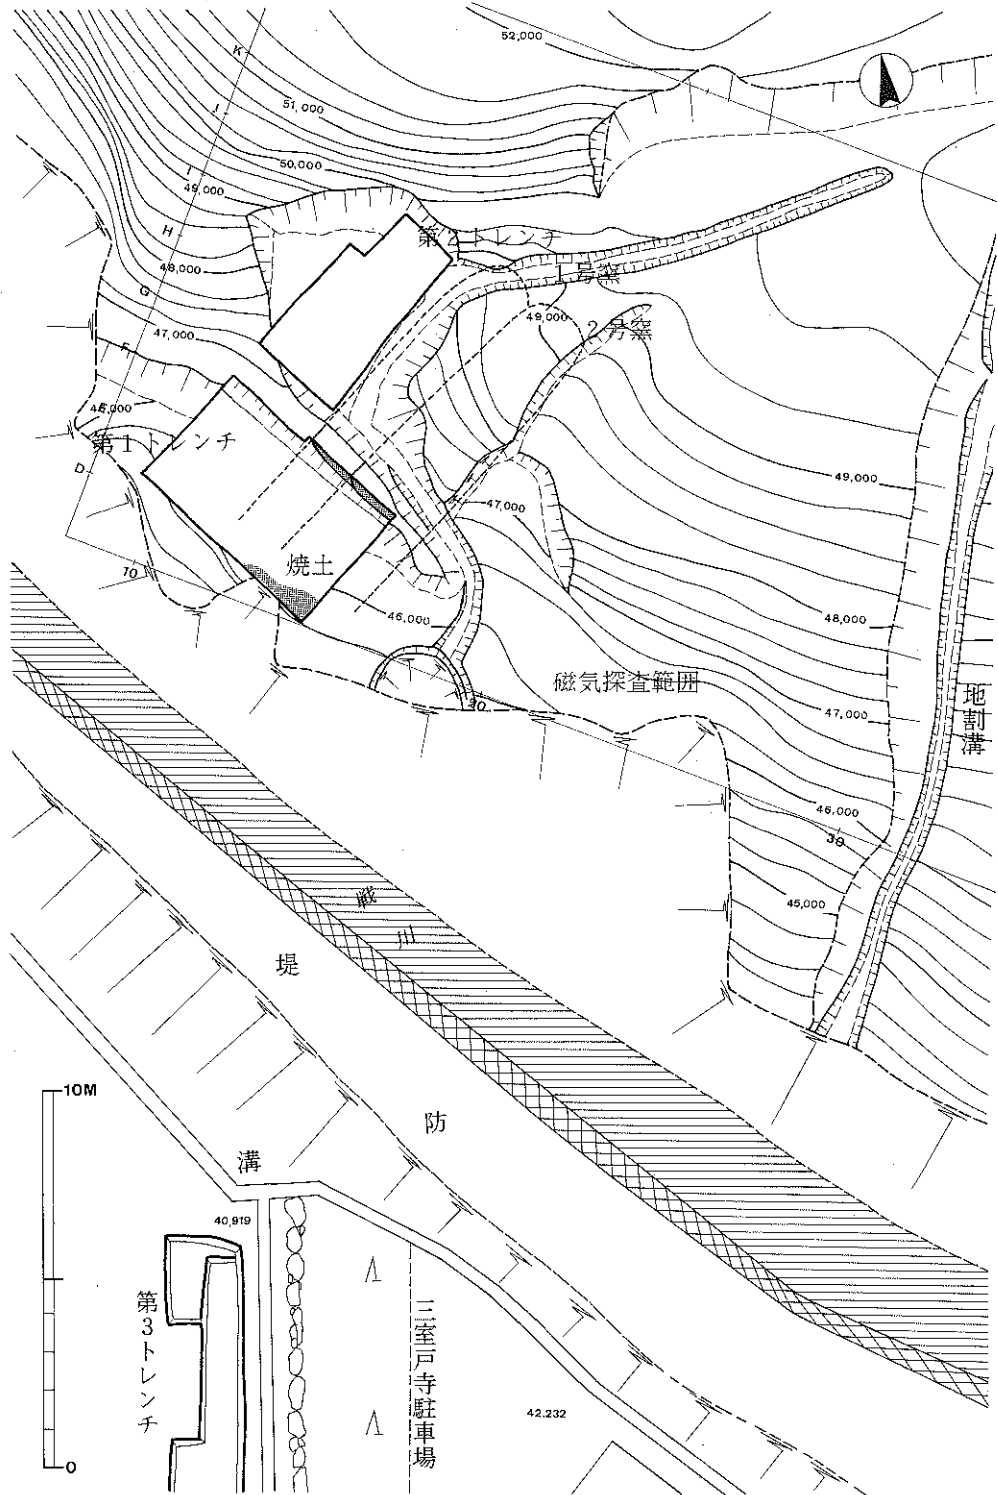 52,000
K
51,000
J
50,000
I
49,000
H
第2トレンチ
48,000
1号窯
G
49,000
2号窯
47,000
F
46,000
E
第1トレンチ
D
49,000
47,000
焼土
10
46,000
48,000
磁気探査範囲
20
47,000
地割溝
46,000
30
45,000
戦川
堤防
10M
溝
40,919
第3トレンチ
三室戸寺駐車場
42.232
0